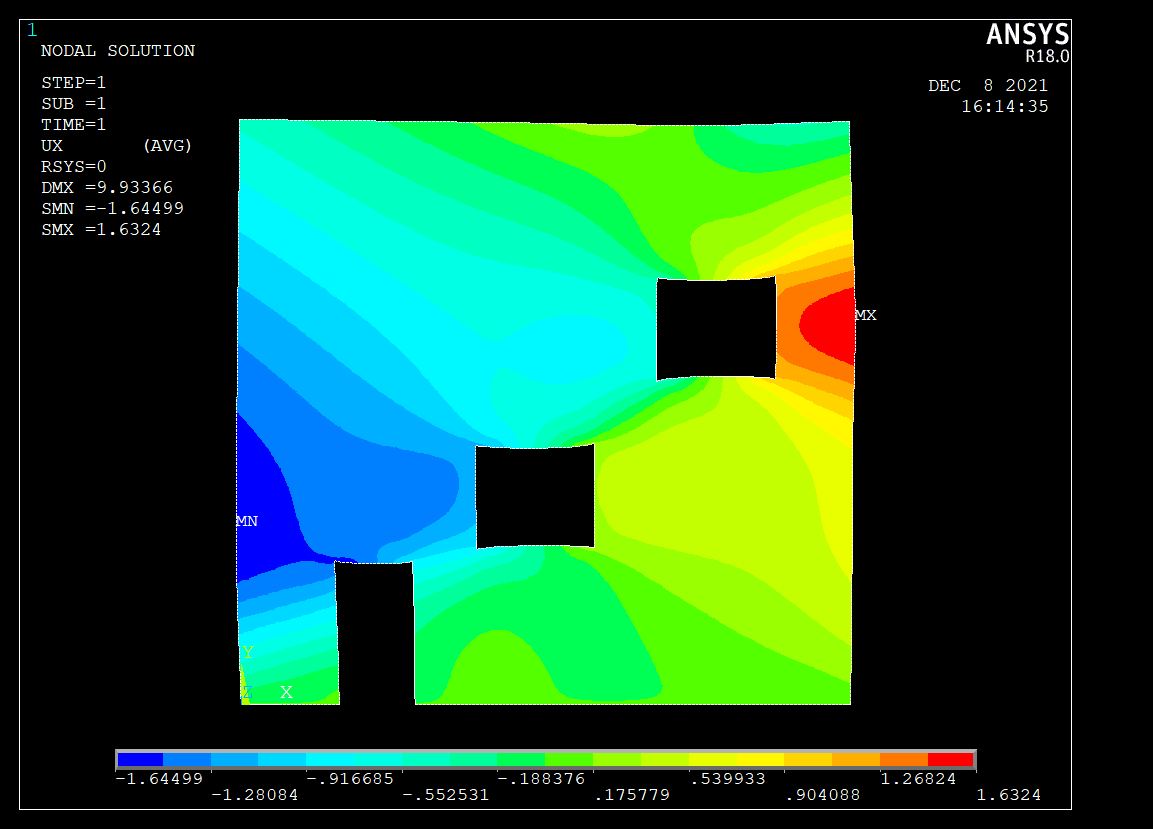 1
ANSYS
R18.0
NODAL SOLUTION
STEP=1
SUB =1
TIME=1
UX (AVG)
RSYS=0
DMX =9.93366
SMN =-1.64499
SMX =1.6324
DEC 8 2021
16:14:35
MX
MN
Y
Z X
-1.64499 -.916685 -.188376 .539933 1.26824
-1.28084 -.552531 .175779 .904088 1.6324